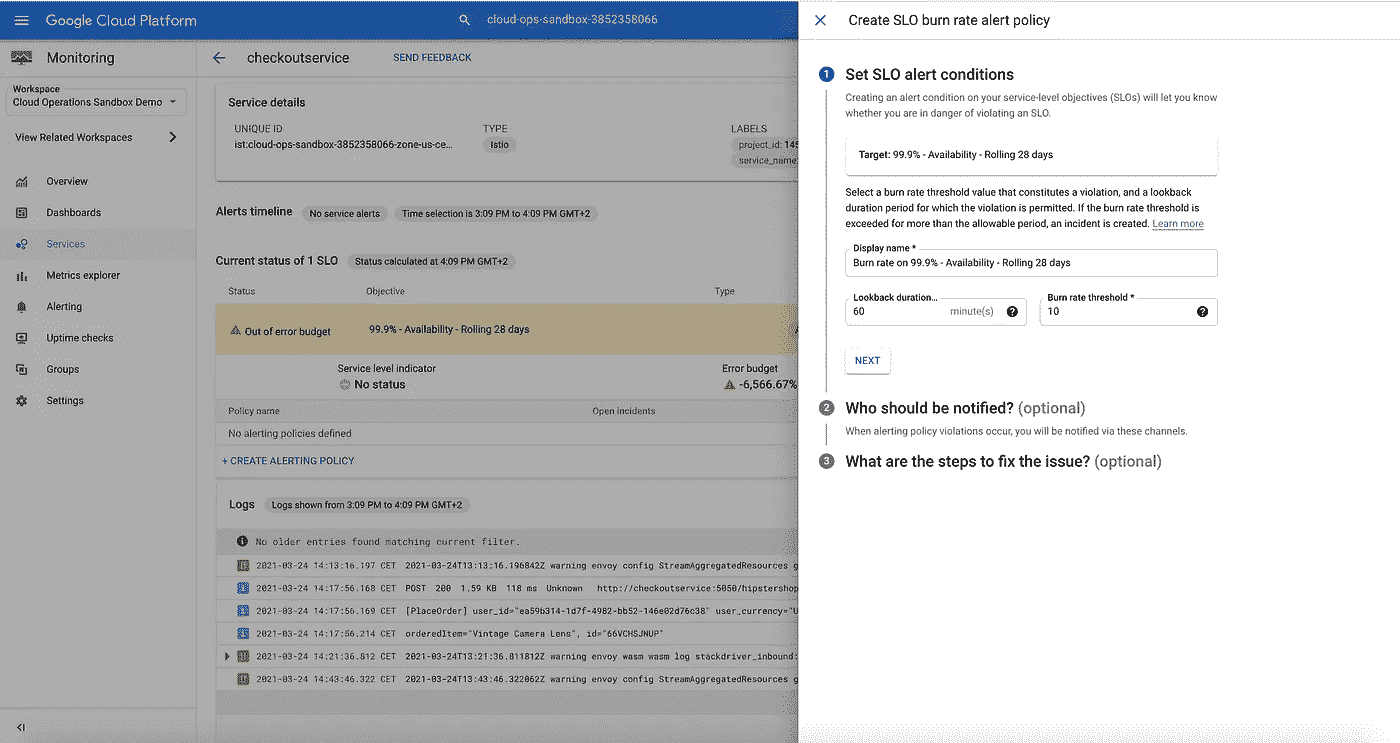 Google Cloud Platform
cloud-ops-sandbox-3852358066
Monitoring
Workspace
Cloud Operations Sandbox Demo
View Related Workspaces
Overview
Dashboards
Services
Metrics explorer
Alerting
Uptime checks
Groups
Settings
checkoutservice
SEND FEEDBACK
Service details
UNIQUE ID
TYPE
LABELS
ist:cloud-ops-sandbox-3852358066-zone-us-ce...
Istio
project_id: 145
service_name:
Alerts timeline
No service alerts
Time selection is 3:09 PM to 4:09 PM GMT+2
Current status of 1 SLO
Status calculated at 4:09 PM GMT+2
Status
Objective
Type
Out of error budget
99.9% - Availability - Rolling 28 days
A
Service level indicator
Error budget
No status
-6,566.67%
Policy name
Open incidents
No alerting policies defined
+ CREATE ALERTING POLICY
Logs
Logs shown from 3:09 PM to 4:09 PM GMT+2
No older entries found matching current filter.
2021-03-24 14:13:16.197 CET 2021-03-24T13:13:16.196842Z warning envoy config StreamAggregatedResources g
2021-03-24 14:17:56.168 CET POST 200 1.59 KB 118 ms Unknown http://checkoutservice:5050/hipstershop
2021-03-24 14:17:56.169 CET [PlaceOrder] user_id="ea59b314-1d7f-4982-bb52-146e02d76c38" user_currency="U
2021-03-24 14:17:56.214 CET orderedItem="Vintage Camera Lens", id="66VCHSJNUP"
2021-03-24 14:21:36.812 CET 2021-03-24T13:21:36.811812Z warning envoy wasm wasm log stackdriver_inbound:
2021-03-24 14:43:46.322 CET 2021-03-24T13:43:46.322062Z warning envoy config StreamAggregatedResources g
Create SLO burn rate alert policy
1
Set SLO alert conditions
Creating an alert condition on your service-level objectives (SLOs) will let you know
whether you are in danger of violating an SLO.
Target: 99.9% - Availability - Rolling 28 days
Select a burn rate threshold value that constitutes a violation, and a lookback
duration period for which the violation is permitted. If the burn rate threshold is
exceeded for more than the allowable period, an incident is created. Learn more
Display name *
Burn rate on 99.9% - Availability - Rolling 28 days
Lookback duration...
60 minute(s)
Burn rate threshold *
10
NEXT
2
Who should be notified? (optional)
When alerting policy violations occur, you will be notified via these channels.
3
What are the steps to fix the issue? (optional)